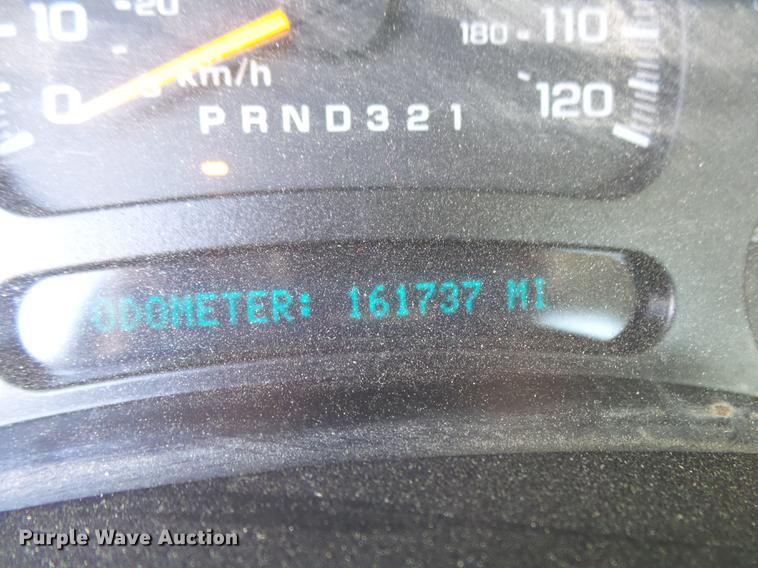 10 20 180 110
0 km/h 120
PRND321
ODOMETER: 161737 MI
Purple Wave Auction